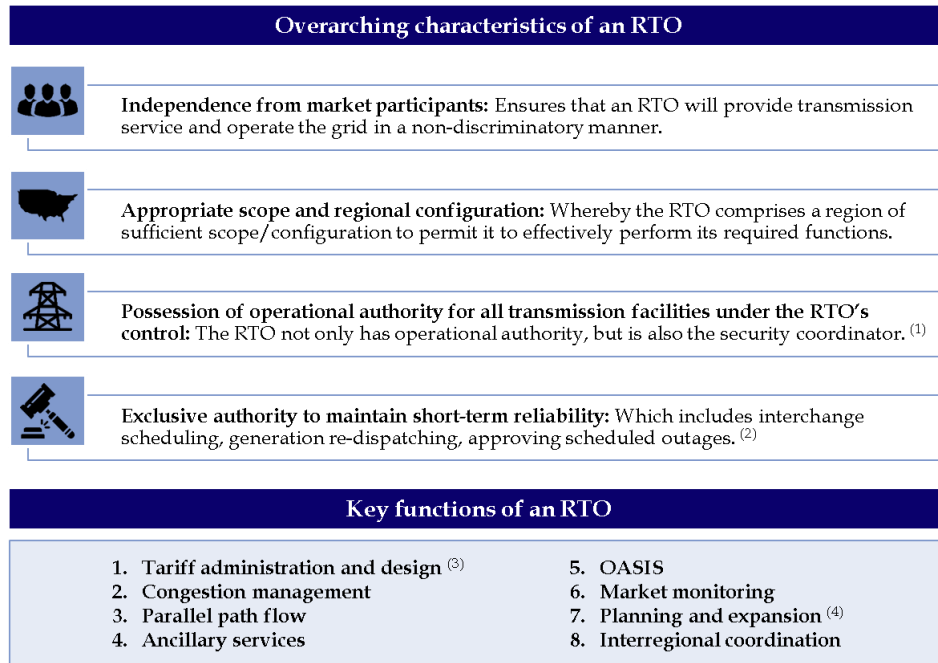 Overarching characteristics of an RTO
Independence from market participants: Ensures that an RTO will provide transmission
service and operate the grid in a non-discriminatory manner.
Appropriate scope and regional configuration: Whereby the RTO comprises a region of
sufficient scope/configuration to permit it to effectively perform its required functions.
Possession of operational authority for all transmission facilities under the RTO's
control: The RTO not only has operational authority, but is also the security coordinator. (1)
Exclusive authority to maintain short-term reliability: Which includes interchange
scheduling, generation re-dispatching, approving scheduled outages. (2)
Key functions of an RTO
1. Tariff administration and design (3)
2. Congestion management
3. Parallel path flow
4. Ancillary services
5. OASIS
6. Market monitoring
7. Planning and expansion (4)
8. Interregional coordination